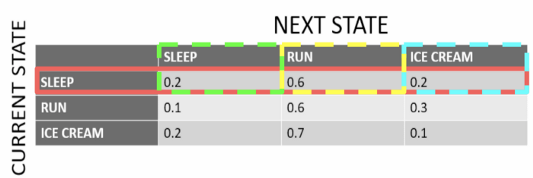 NEXT STATE
CURRENT STATE
SLEEP RUN ICE CREAM
SLEEP 0.2 0.6 0.2
RUN 0.1 0.6 0.3
ICE CREAM 0.2 0.7 0.1